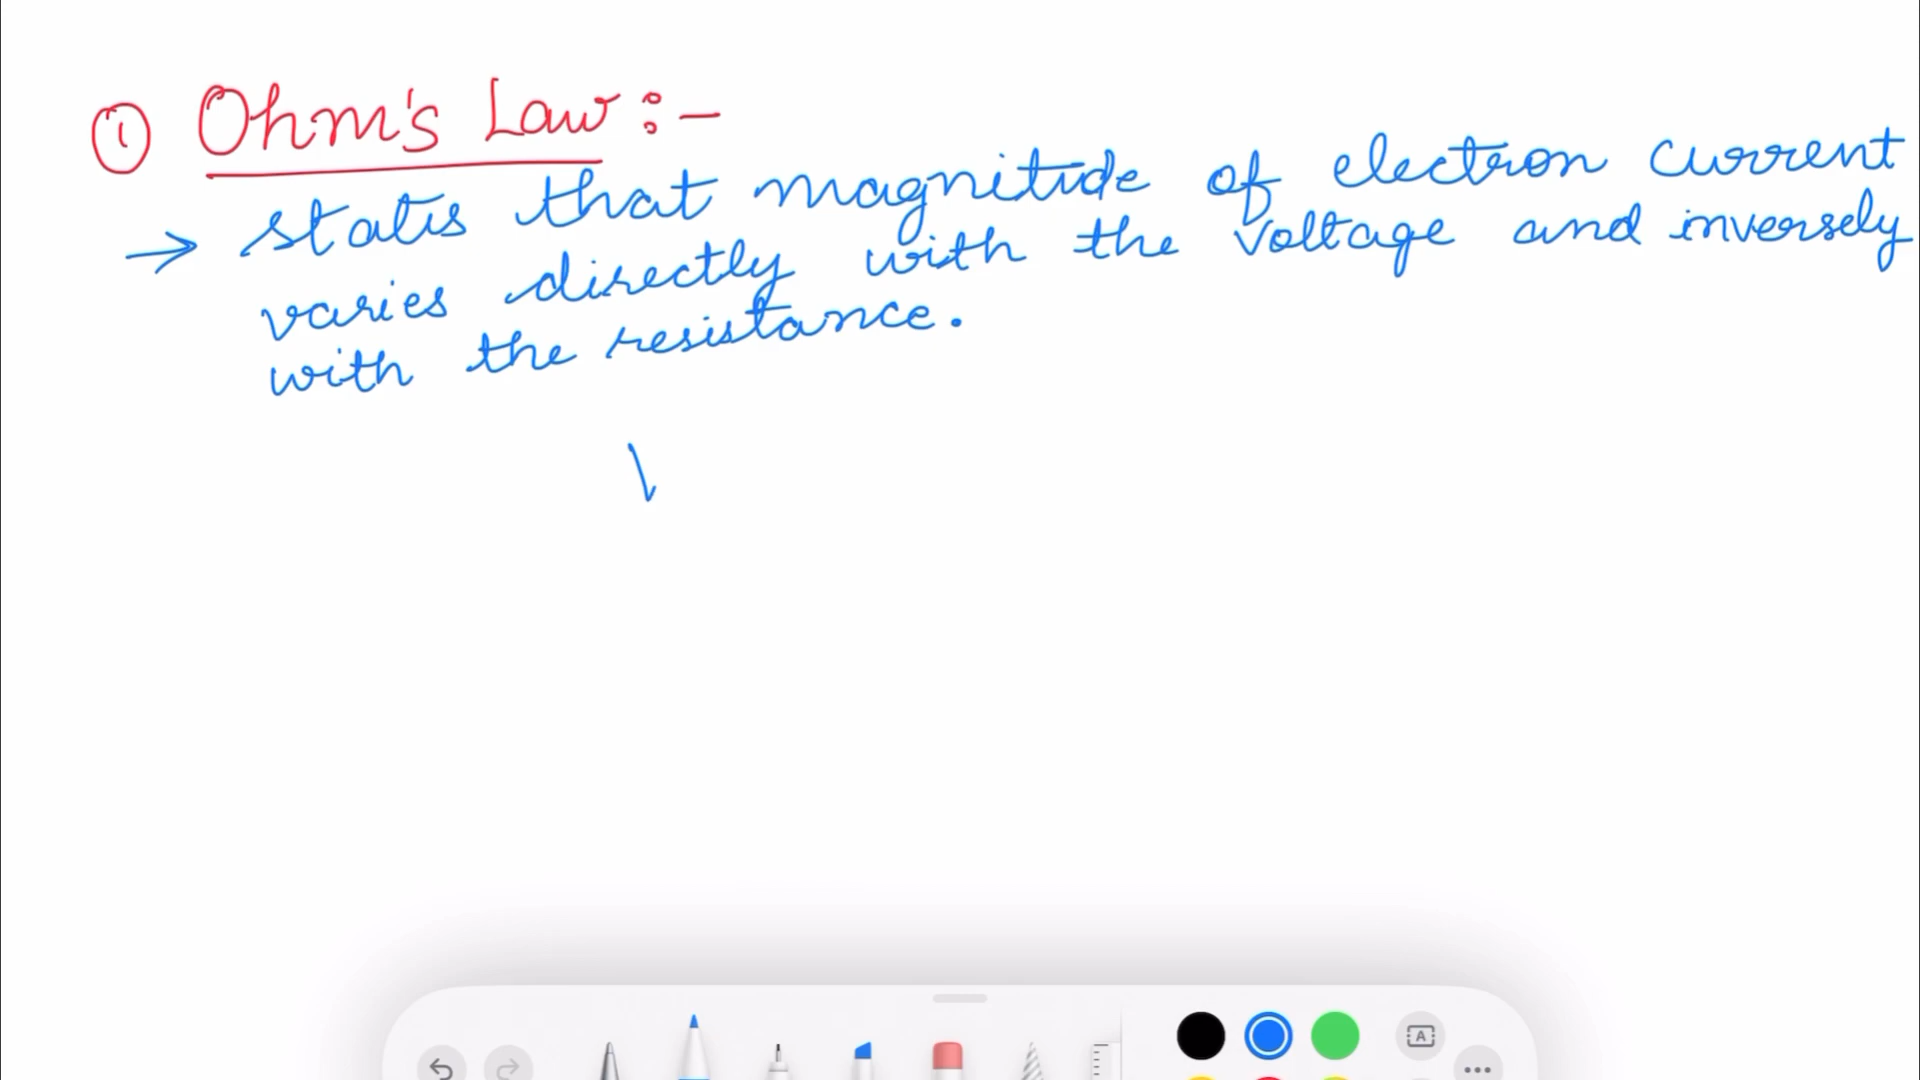 ① Ohm's Law :-
→ states that magnitude of electron current
varies directly with the voltage and inversely
with the resistance.
A